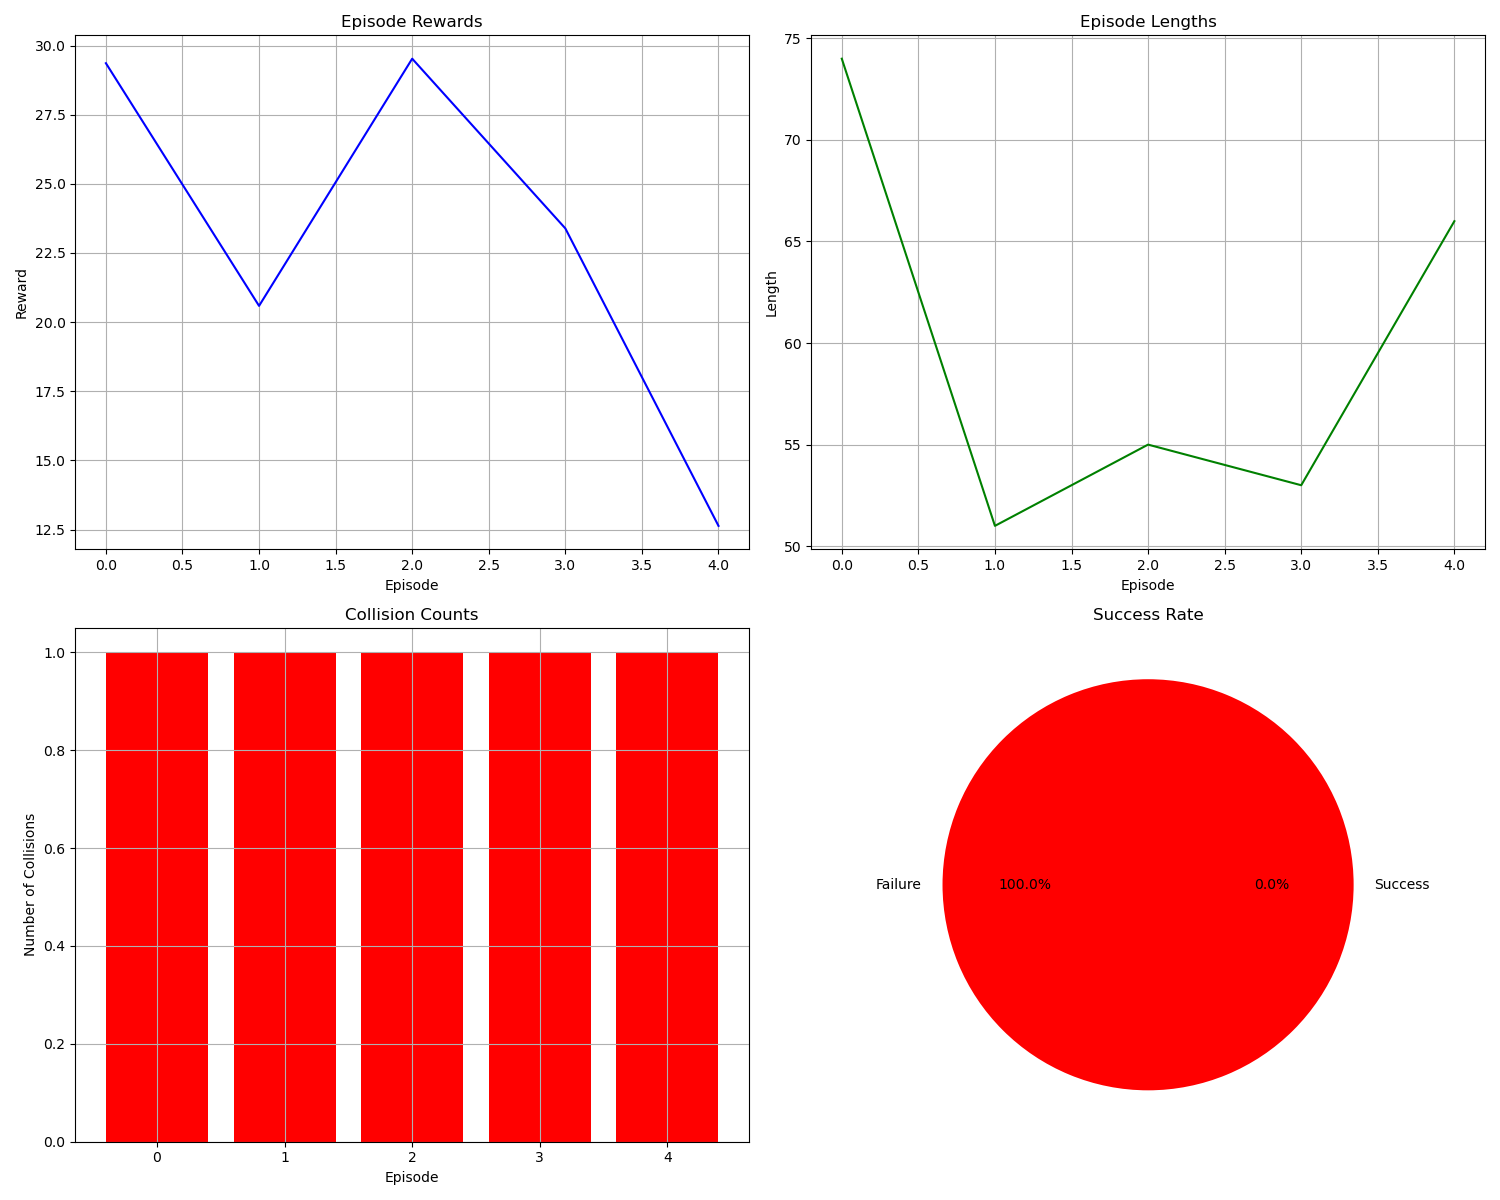 Episode Rewards
30.0
27.5
25.0
22.5
20.0
17.5
15.0
12.5
Reward
0.0 0.5 1.0 1.5 2.0 2.5 3.0 3.5 4.0
Episode
Episode Lengths
75
70
65
60
55
50
Length
0.0 0.5 1.0 1.5 2.0 2.5 3.0 3.5 4.0
Episode
Collision Counts
1.0
0.8
0.6
0.4
0.2
0.0
Number of Collisions
0 1 2 3 4
Episode
Success Rate
Failure 100.0% 0.0% Success